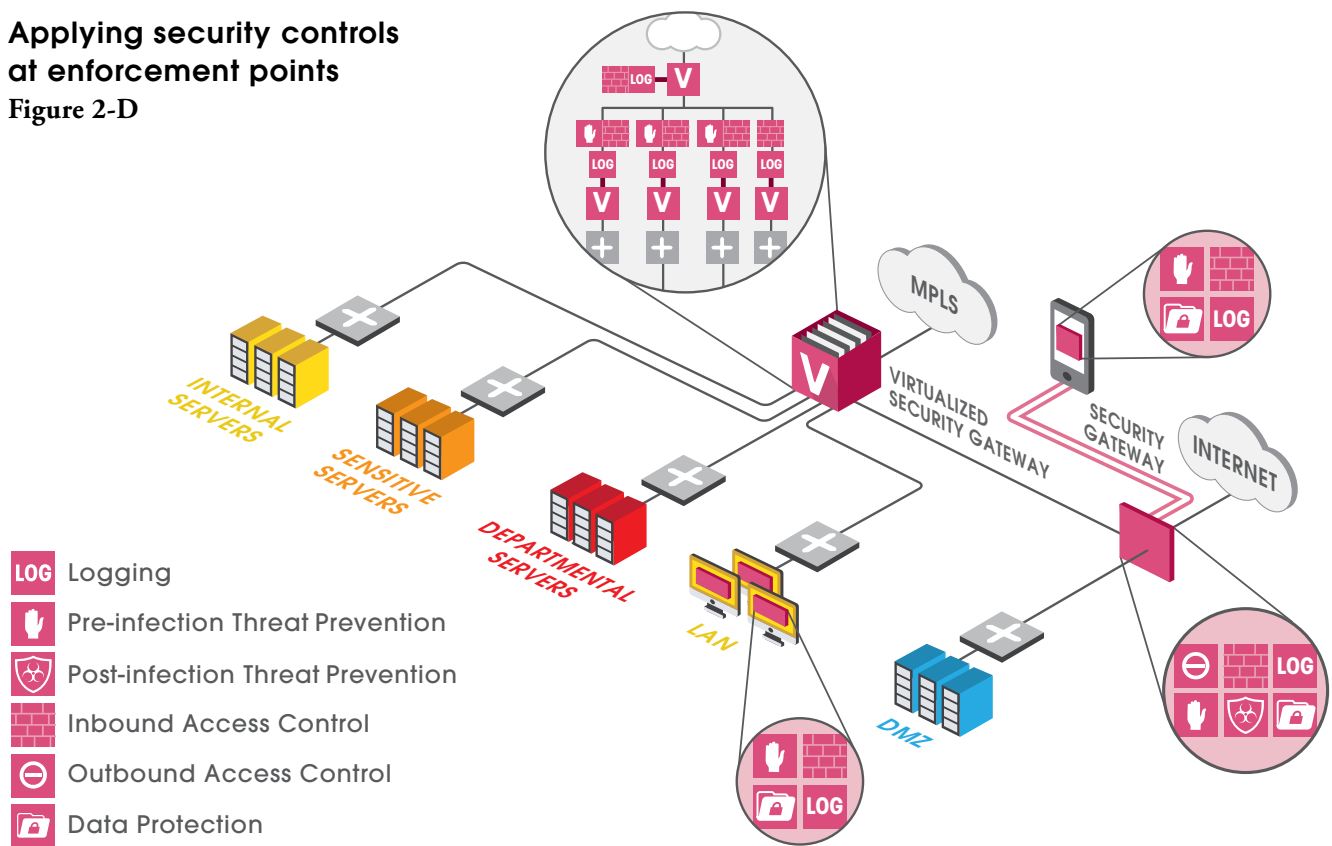 Applying security controls
at enforcement points
Figure 2-D
LOG
V
LOG
LOG
LOG
LOG
V
V
V
V
MPLS
V
VIRTUALIZED
SECURITY GATEWAY
LOG
SECURITY
GATEWAY
INTERNET
INTERNAL
SERVERS
SENSITIVE
SERVERS
DEPARTMENTAL
SERVERS
LAN
DMZ
LOG
LOG
LOG Logging
Pre-infection Threat Prevention
Post-infection Threat Prevention
Inbound Access Control
Outbound Access Control
Data Protection